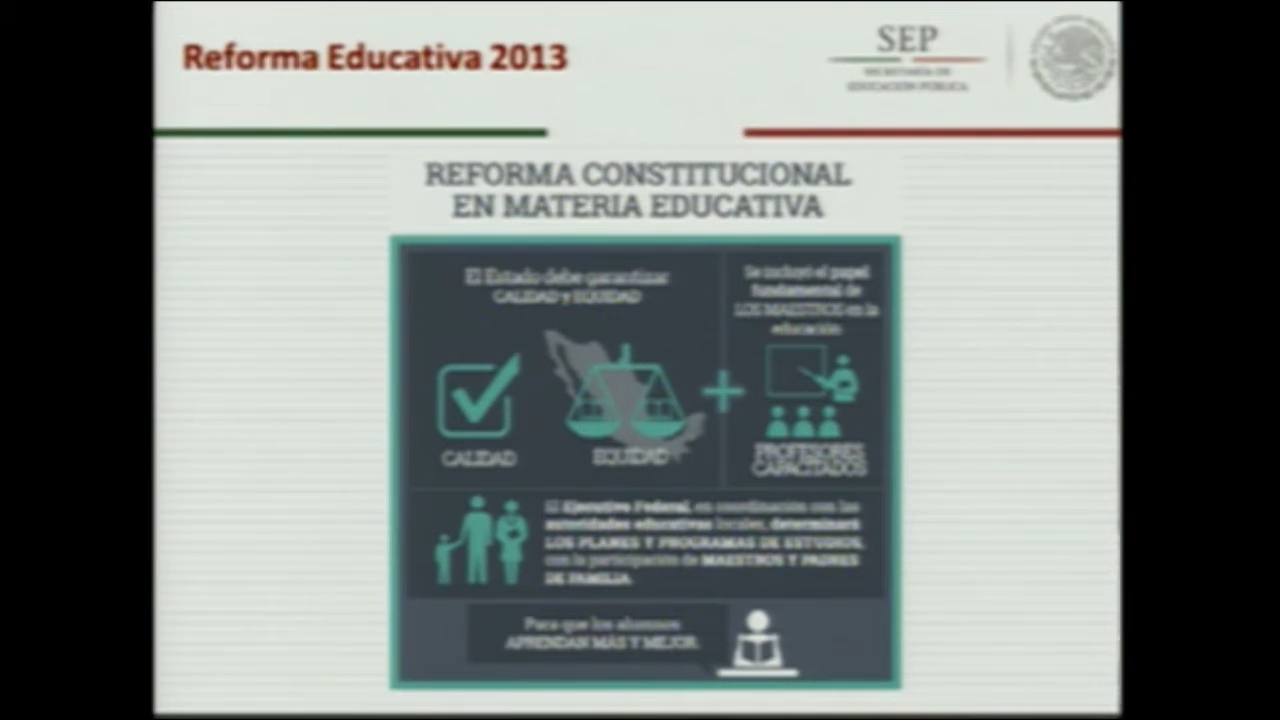 Reforma Educativa 2013
SEP
SECRETARÍA DE
EDUCACIÓN PÚBLICA
REFORMA CONSTITUCIONAL
EN MATERIA EDUCATIVA
El Estado debe garantizar
CALIDAD y EQUIDAD
Se incluyó el papel
fundamental de
LOS MAESTROS en la
educación
CALIDAD
EQUIDAD
PROFESORES
CAPACITADOS
El Ejecutivo Federal, en coordinación con las
autoridades educativas locales, determinará
LOS PLANES Y PROGRAMAS DE ESTUDIOS,
con la participación de MAESTROS Y PADRES
DE FAMILIA.
Para que los alumnos
APRENDAN MÁS Y MEJOR.